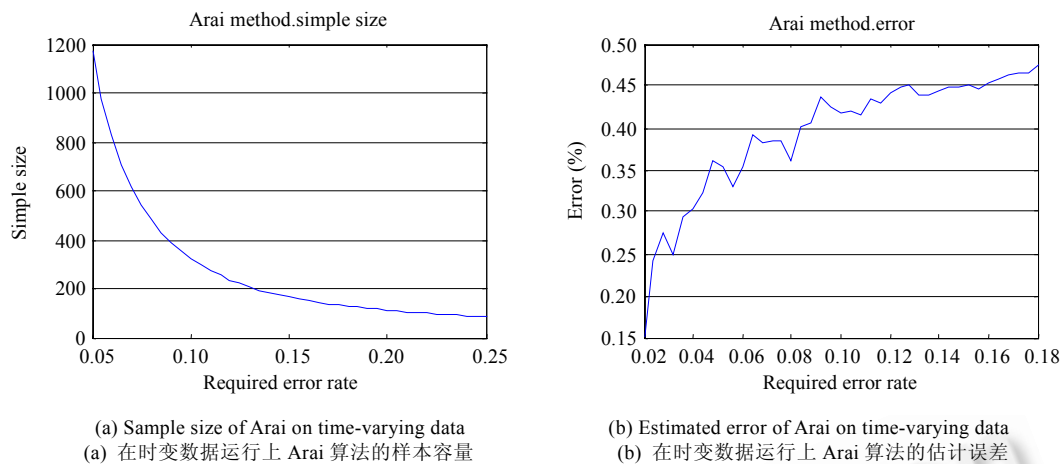 Arai method.simple size
1200
1000
800
600
400
200
0
Simple size
0.05 0.10 0.15 0.20 0.25
Required error rate
(a) Sample size of Arai on time-varying data
(a) 在时变数据运行上 Arai 算法的样本容量
Arai method.error
0.50
0.45
0.40
0.35
0.30
0.25
0.20
0.15
Error (%)
0.02 0.04 0.06 0.08 0.10 0.12 0.14 0.16 0.18
Required error rate
(b) Estimated error of Arai on time-varying data
(b) 在时变数据运行上 Arai 算法的估计误差